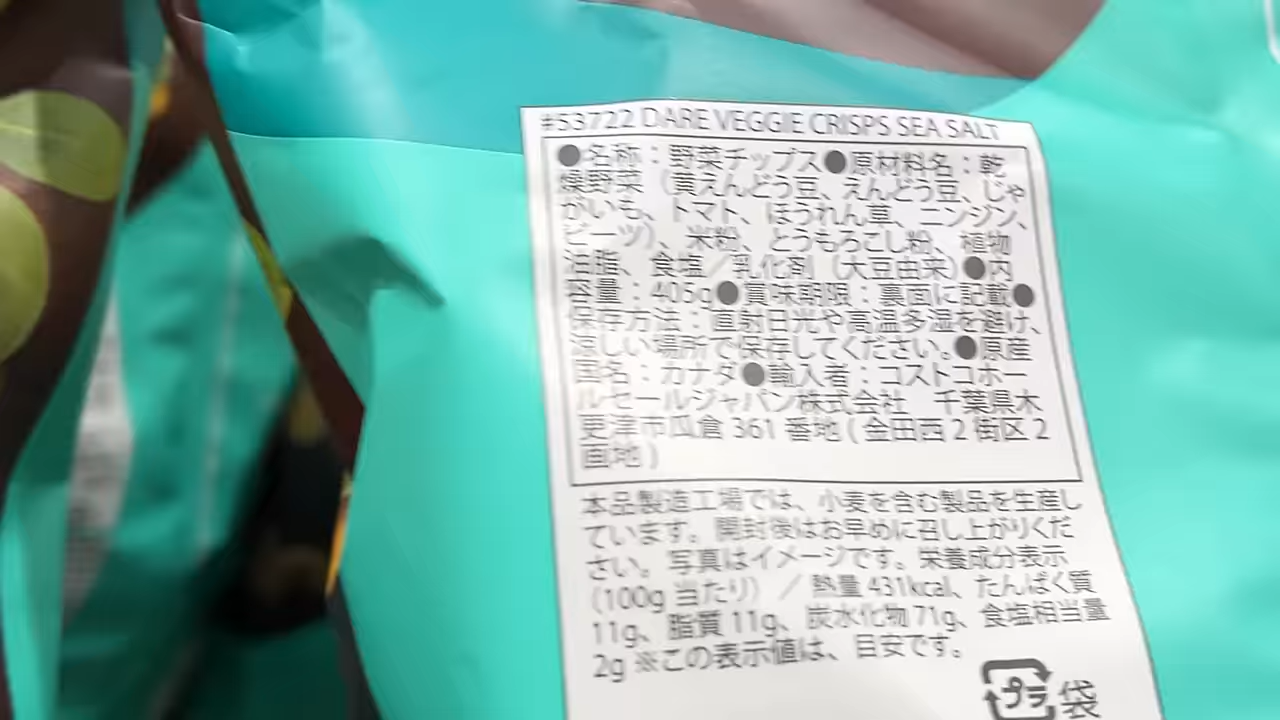 #53722 DARE VEGGIE CRISPS SEA SALT
●名称：野菜チップス●原材料名：乾
燥野菜（黄えんどう豆、えんどう豆、じゃ
がいも、トマト、ほうれん草、ニンジン、
ビーツ）、米粉、とうもろこし粉、植物
油脂、食塩／乳化剤（大豆由来）●内
容量：405g●賞味期限：裏面に記載●
保存方法：直射日光や高温多湿を避け、
涼しい場所で保存してください。●原産
国名：カナダ●輸入者：コストコホー
ルセールジャパン株式会社　千葉県木
更津市瓜倉 361 番地 ( 金田西 2 街区 2
画地 )
本品製造工場では、小麦を含む製品を生産し
ています。開封後はお早めに召し上がりくだ
さい。写真はイメージです。栄養成分表示
（100g 当たり）／ 熱量 431kcal、たんぱく質
11g、脂質 11g、炭水化物 71g、食塩相当量
2g ※この表示値は、目安です。
プラ 袋